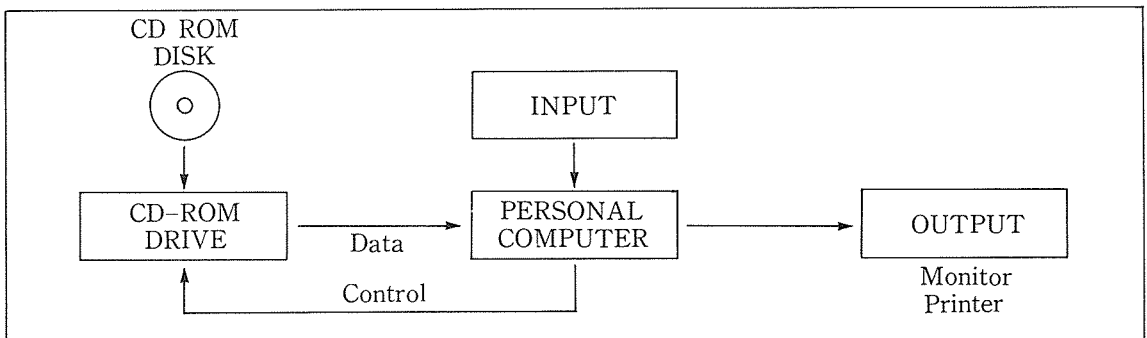 CD ROM
DISK
INPUT
CD-ROM
DRIVE
Data
PERSONAL
COMPUTER
OUTPUT
Monitor
Printer
Control